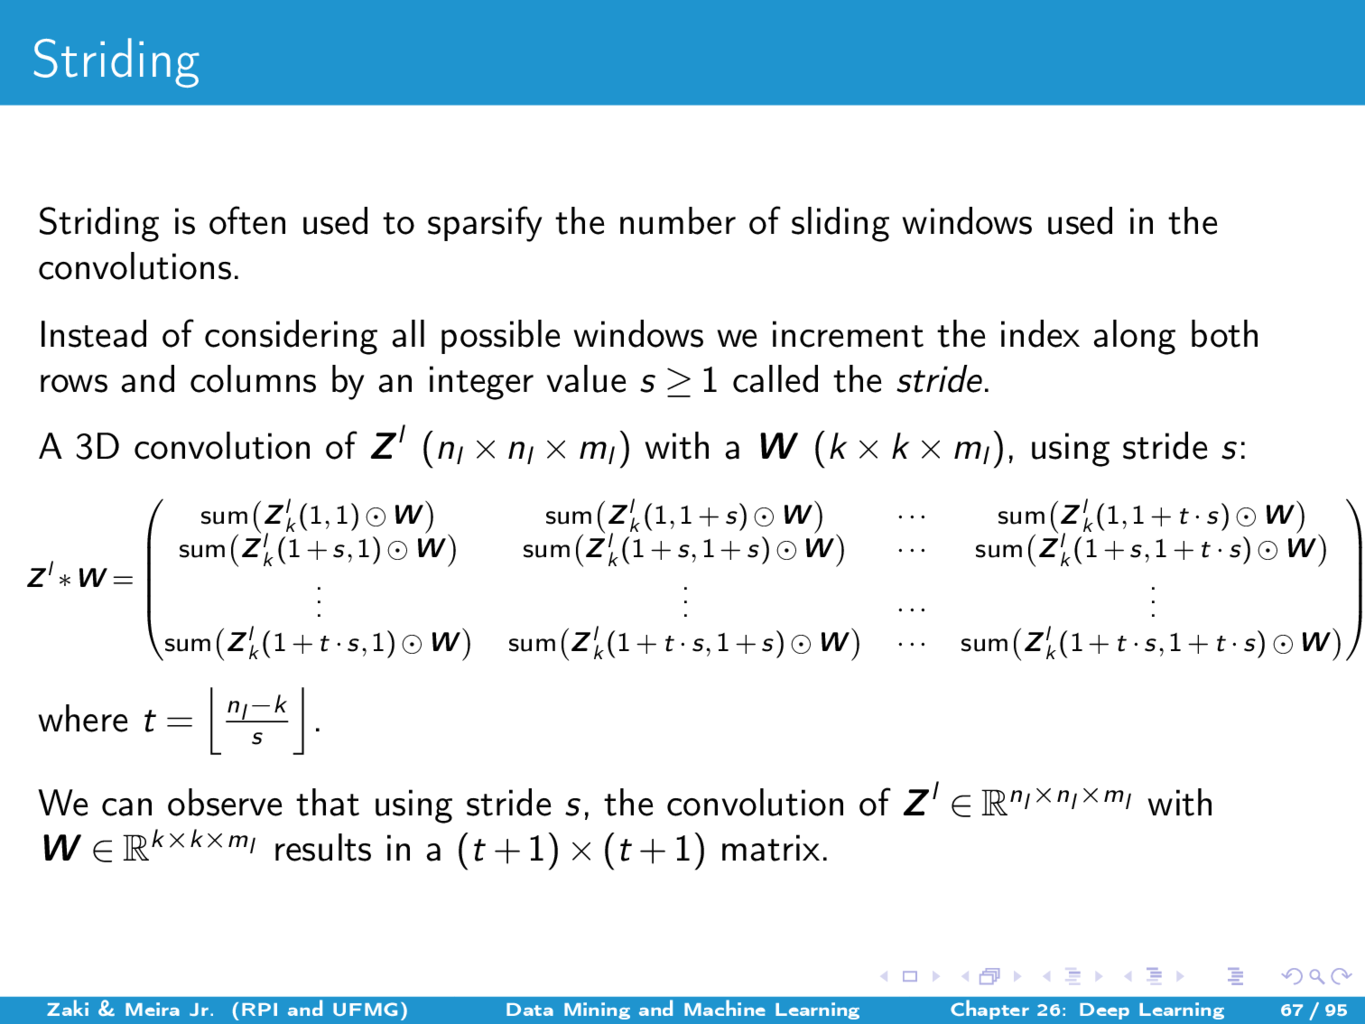 Striding
Striding is often used to sparsify the number of sliding windows used in the
convolutions.
Instead of considering all possible windows we increment the index along both
rows and columns by an integer value s ≥ 1 called the stride.
A 3D convolution of Z^l (n_l × n_l × m_l) with a W (k × k × m_l), using stride s:
Z^l ∗ W = ( sum(Z^l_k(1,1) ⊙ W) sum(Z^l_k(1,1+s) ⊙ W) ··· sum(Z^l_k(1,1+t·s) ⊙ W)
sum(Z^l_k(1+s,1) ⊙ W) sum(Z^l_k(1+s,1+s) ⊙ W) ··· sum(Z^l_k(1+s,1+t·s) ⊙ W)
⋮ ⋮ ··· ⋮
sum(Z^l_k(1+t·s,1) ⊙ W) sum(Z^l_k(1+t·s,1+s) ⊙ W) ··· sum(Z^l_k(1+t·s,1+t·s) ⊙ W) )
where t = ⌊(n_l−k)/s⌋.
We can observe that using stride s, the convolution of Z^l ∈ ℝ^{n_l×n_l×m_l} with
W ∈ ℝ^{k×k×m_l} results in a (t+1) × (t+1) matrix.
Zaki & Meira Jr. (RPI and UFMG) Data Mining and Machine Learning Chapter 26: Deep Learning 67 / 95